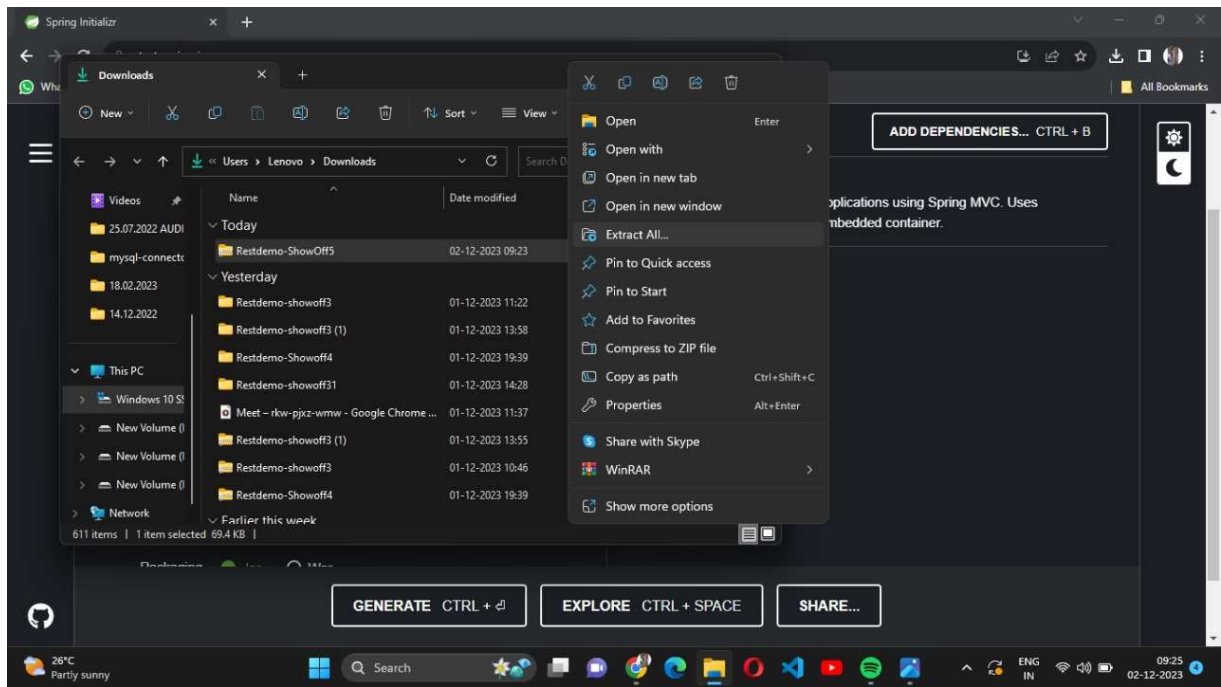 Spring Initializr
Wha
All Bookmarks
Downloads
New
Sort
View
Users > Lenovo > Downloads
Search D
Name
Date modified
Videos
25.07.2022 AUDI
mysql-connectc
18.02.2023
14.12.2022
This PC
Windows 10 S
New Volume (
New Volume (
New Volume (
Network
Today
Restdemo-ShowOff5 02-12-2023 09:23
Yesterday
Restdemo-showoff3 01-12-2023 11:22
Restdemo-showoff3 (1) 01-12-2023 13:58
Restdemo-Showoff4 01-12-2023 19:39
Restdemo-showoff31 01-12-2023 14:28
Meet – rkw-pjxz-wmw - Google Chrome ... 01-12-2023 11:37
Restdemo-showoff3 (1) 01-12-2023 13:55
Restdemo-showoff3 01-12-2023 10:46
Restdemo-Showoff4 01-12-2023 19:39
Earlier this week
611 items | 1 item selected 69.4 KB |
Open Enter
Open with
Open in new tab
Open in new window
Extract All...
Pin to Quick access
Pin to Start
Add to Favorites
Compress to ZIP file
Copy as path Ctrl+Shift+C
Properties Alt+Enter
Share with Skype
WinRAR
Show more options
ADD DEPENDENCIES... CTRL + B
pplications using Spring MVC. Uses
mbedded container.
GENERATE CTRL + ⏎
EXPLORE CTRL + SPACE
SHARE...
26°C
Partly sunny
Search
ENG
IN
09:25
02-12-2023
4